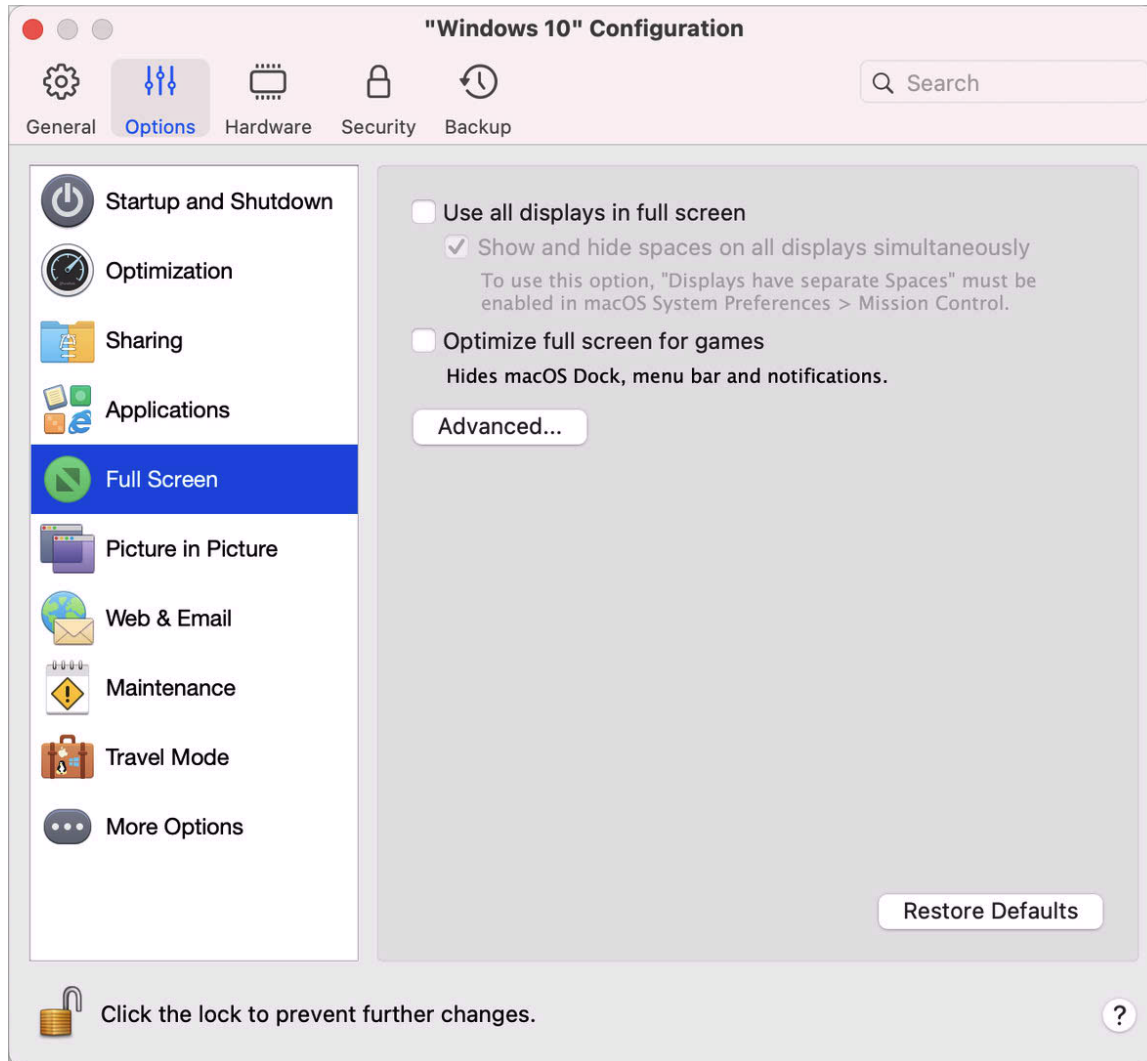 "Windows 10" Configuration
General Options Hardware Security Backup
Search
Startup and Shutdown
Optimization
Sharing
Applications
Full Screen
Picture in Picture
Web & Email
Maintenance
Travel Mode
More Options
Use all displays in full screen
Show and hide spaces on all displays simultaneously
To use this option, "Displays have separate Spaces" must be
enabled in macOS System Preferences > Mission Control.
Optimize full screen for games
Hides macOS Dock, menu bar and notifications.
Advanced...
Restore Defaults
Click the lock to prevent further changes.
?